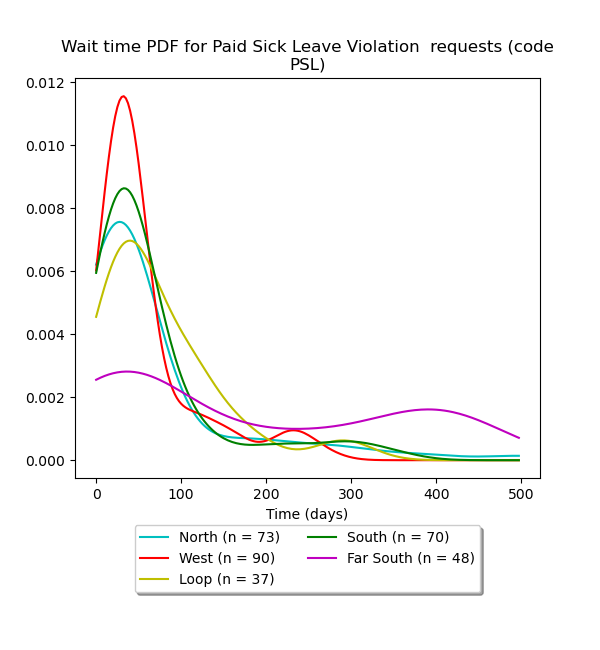 Wait time PDF for Paid Sick Leave Violation  requests (code
PSL)
0.012
0.010
0.008
0.006
0.004
0.002
0.000
0 100 200 300 400 500
Time (days)
North (n = 73) South (n = 70)
West (n = 90) Far South (n = 48)
Loop (n = 37)